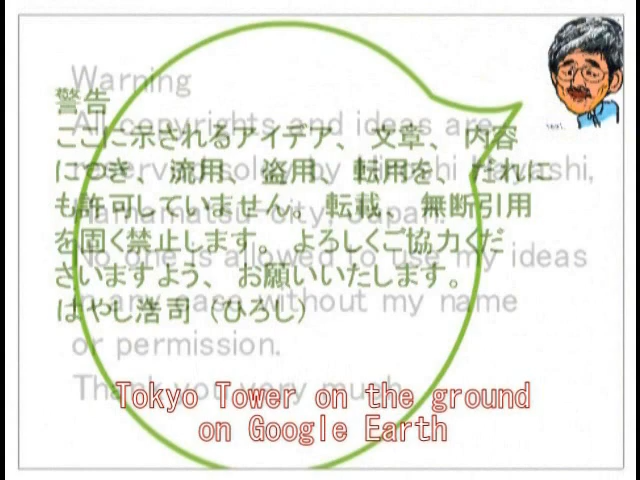 Warning
All copyrights and ideas are
reserved solely by Hiroshi Hayashi,
Hamamatsu-city, Japan.
No one is allowed to use my ideas
in any case without my name
or permission.
Thank you very much.
警告
ここに示されるアイデア、 文章、 内容
につき、 流用、 盗用、 転用を、 だれに
も許可していません。 転載、 無断引用
を固く禁止します。 よろしくご協力くだ
さいますよう、 お願いいたします。
はやし浩司 (ひろし)
Tokyo Tower on the ground
on Google Earth